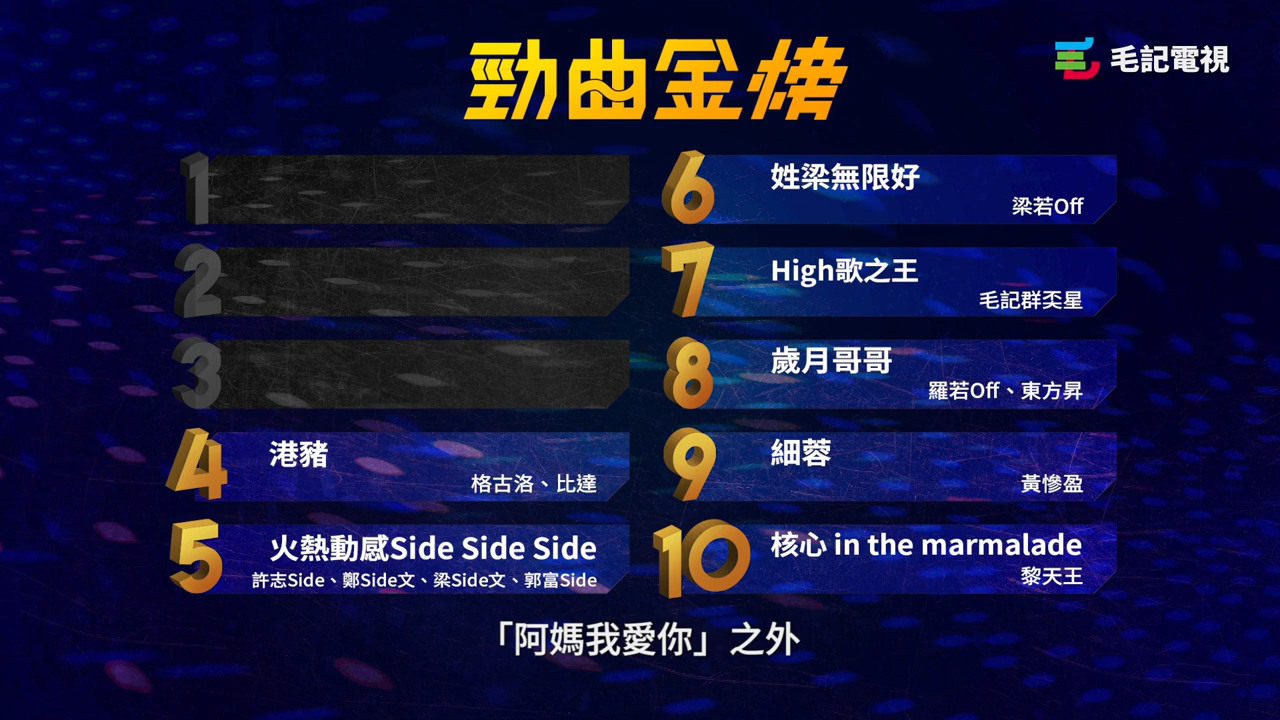 勁曲金榜
毛記電視
1
2
3
4
港豬
格古洛、比達
5
火熱動感Side Side Side
許志Side、鄭Side文、梁Side文、郭富Side
6
姓梁無限好
梁若Off
7
High歌之王
毛記群奀星
8
歲月哥哥
羅若Off、東方昇
9
細蓉
黃慘盈
10
核心 in the marmalade
黎天王
「阿媽我愛你」之外